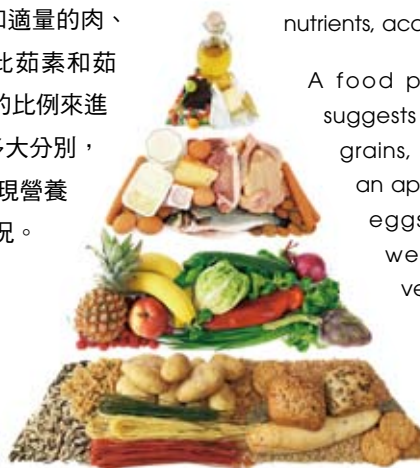 和適量的肉、
比茹素和茹
的比例來進
多大分別，
現營養
況。
nutrients, acc
A food p
suggests
grains,
an ap
eggs
we
ve